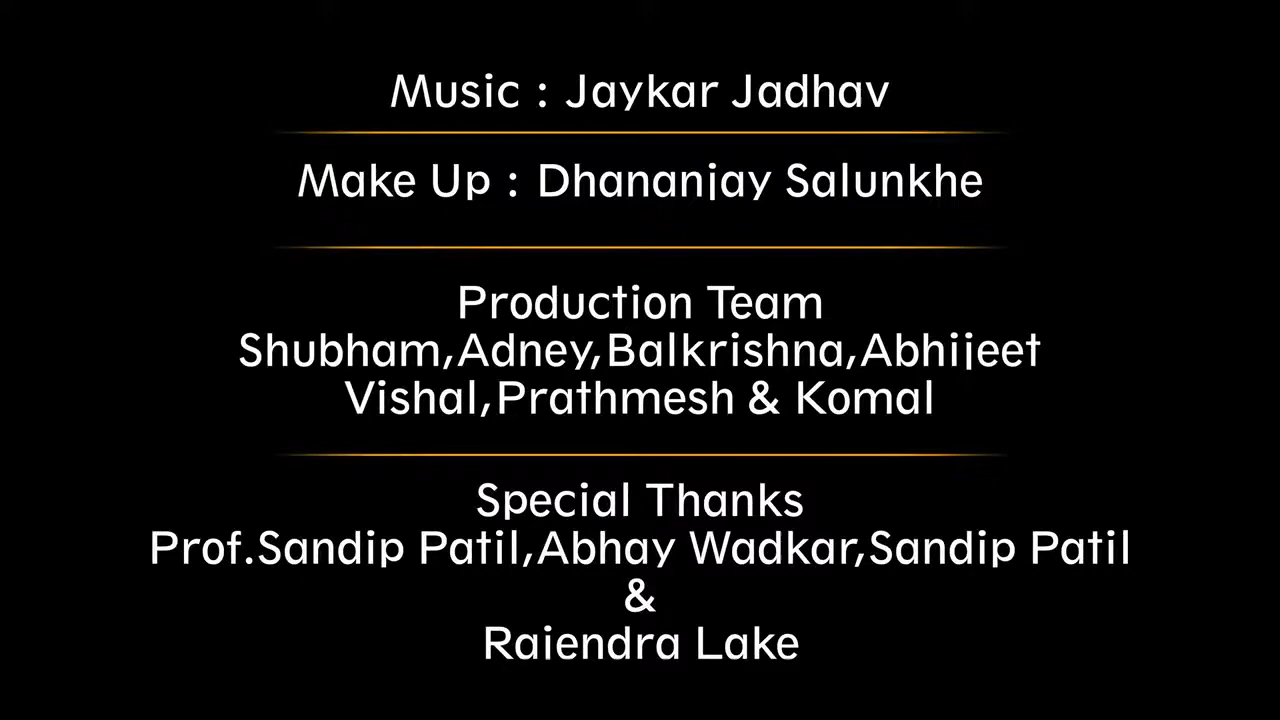 Music : Jaykar Jadhav
Make Up : Dhananjay Salunkhe
Production Team
Shubham,Adney,Balkrishna,Abhijeet
Vishal,Prathmesh & Komal
Special Thanks
Prof.Sandip Patil,Abhay Wadkar,Sandip Patil
&
Rajendra Lake